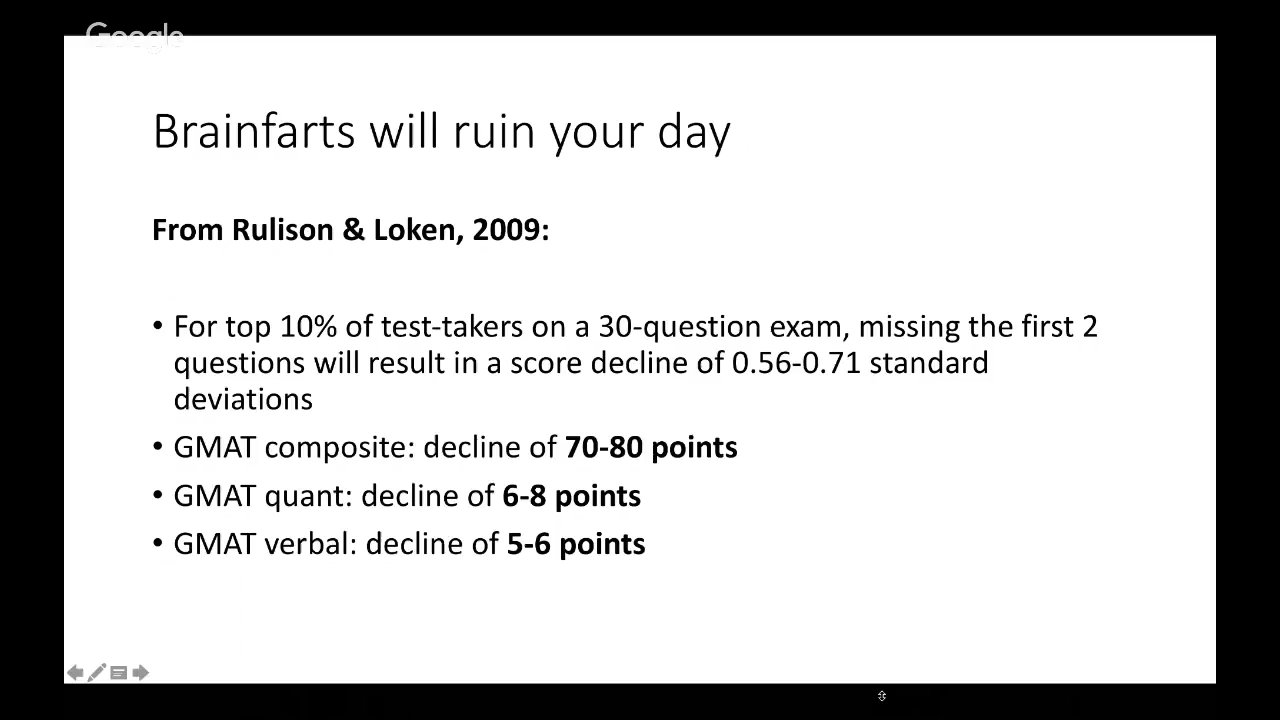 Google
Brainfarts will ruin your day
From Rulison & Loken, 2009:
• For top 10% of test-takers on a 30-question exam, missing the first 2
questions will result in a score decline of 0.56-0.71 standard
deviations
• GMAT composite: decline of 70-80 points
• GMAT quant: decline of 6-8 points
• GMAT verbal: decline of 5-6 points